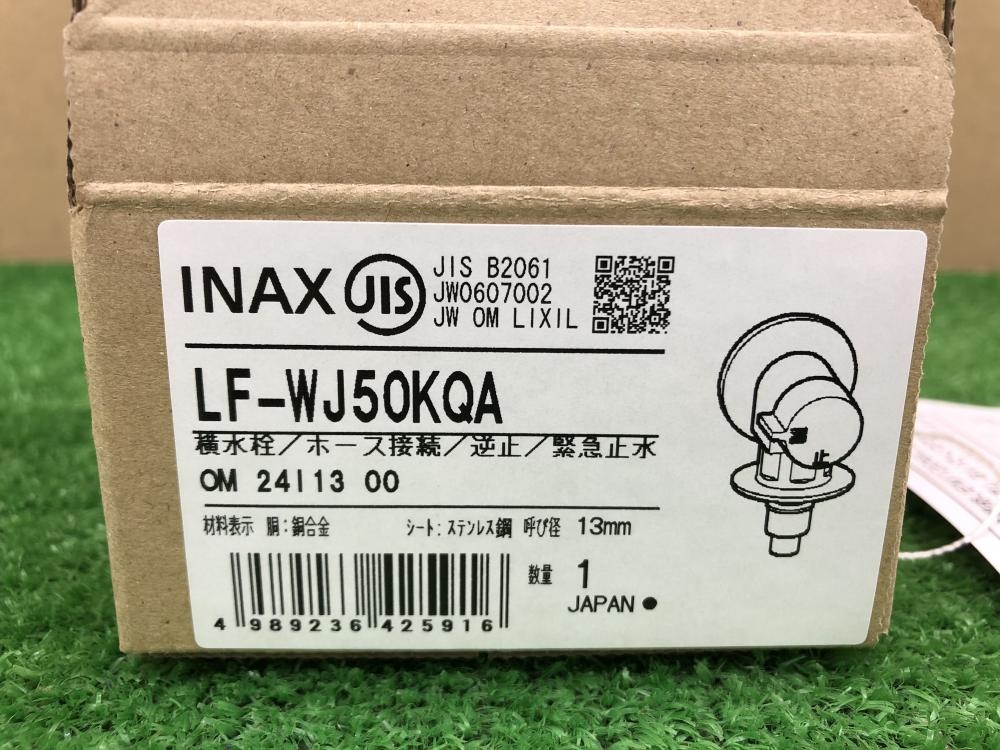 INAX JIS
JIS B2061
JW0607002
JW OM LIXIL
LF-WJ50KQA
横水栓/ホース接続/逆止/緊急止水
OM 24I13 00
材料表示 胴:銅合金 シート:ステンレス鋼 呼び径 13mm
数量 1
JAPAN ●
4 989236 425916
止